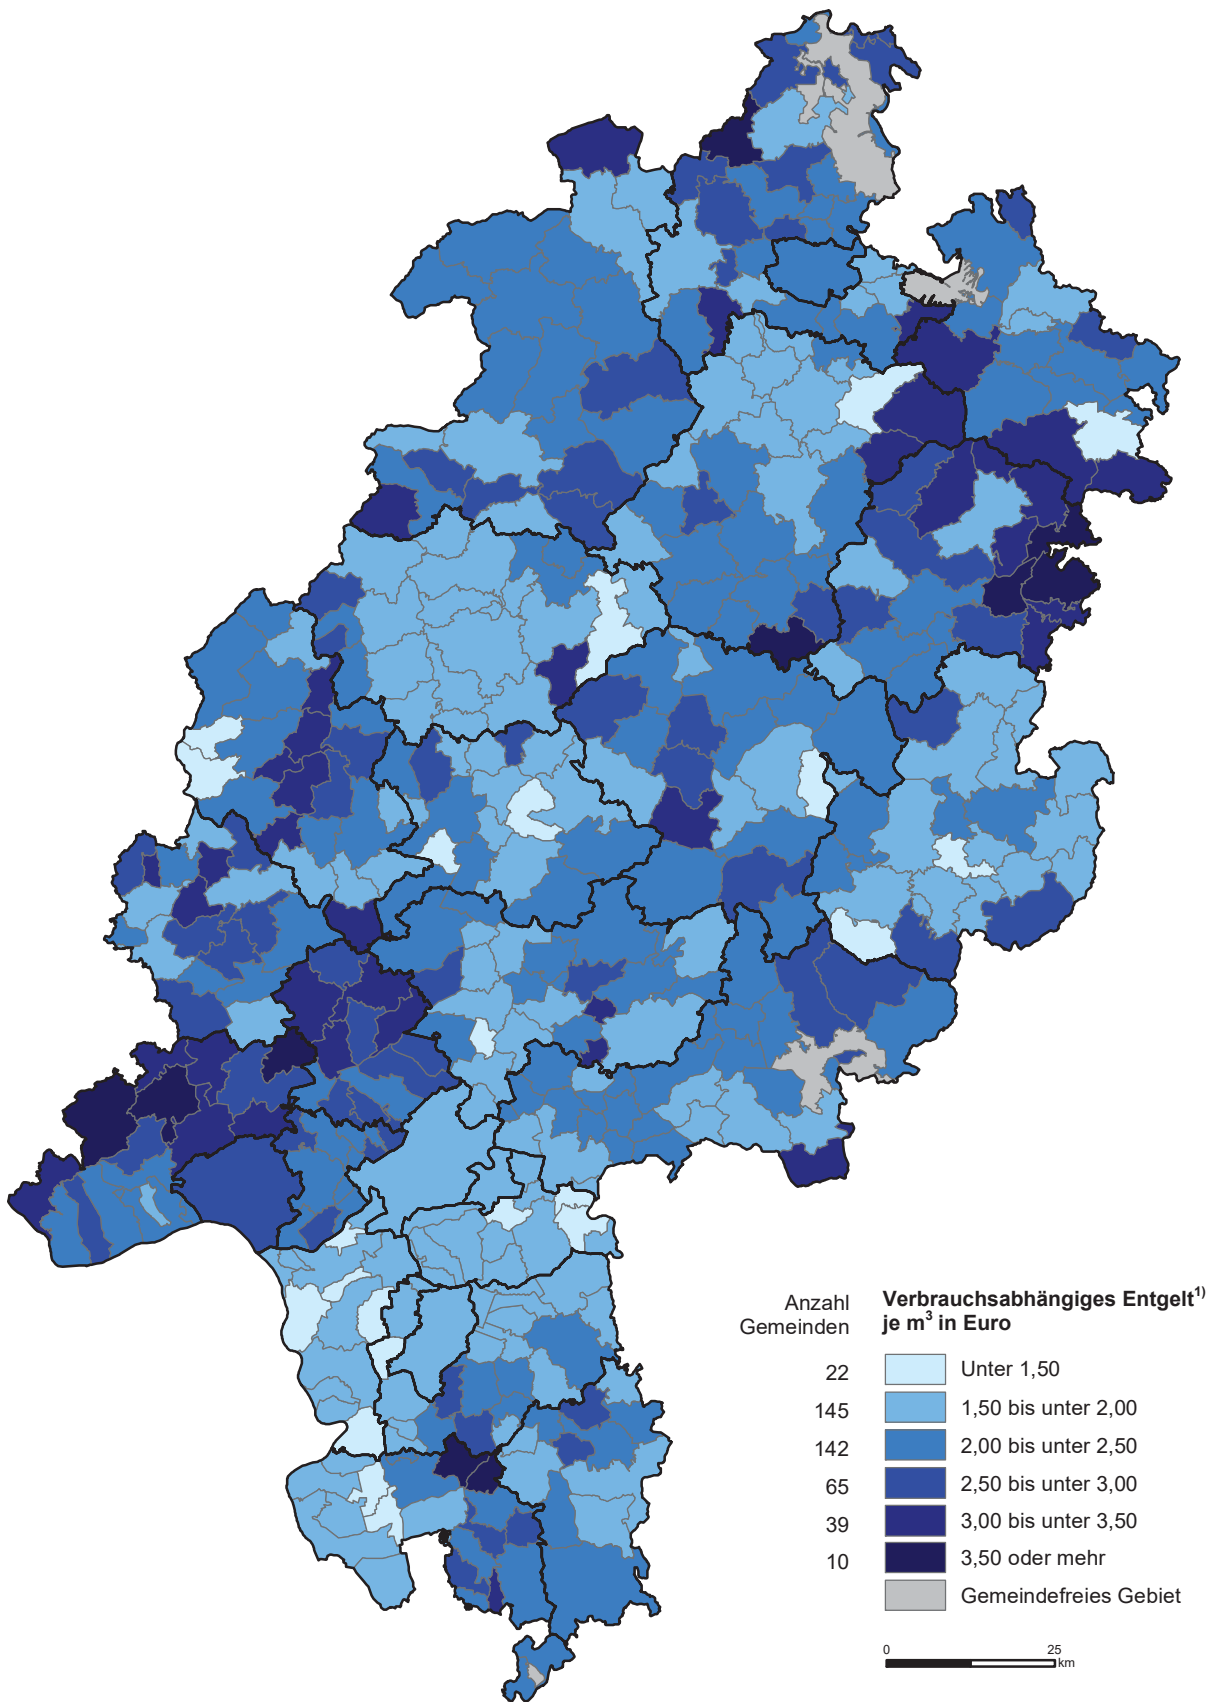 Anzahl
Gemeinden
Verbrauchsabhängiges Entgelt1)
je m3 in Euro
22 Unter 1,50
145 1,50 bis unter 2,00
142 2,00 bis unter 2,50
65 2,50 bis unter 3,00
39 3,00 bis unter 3,50
10 3,50 oder mehr
Gemeindefreies Gebiet
0 25
km